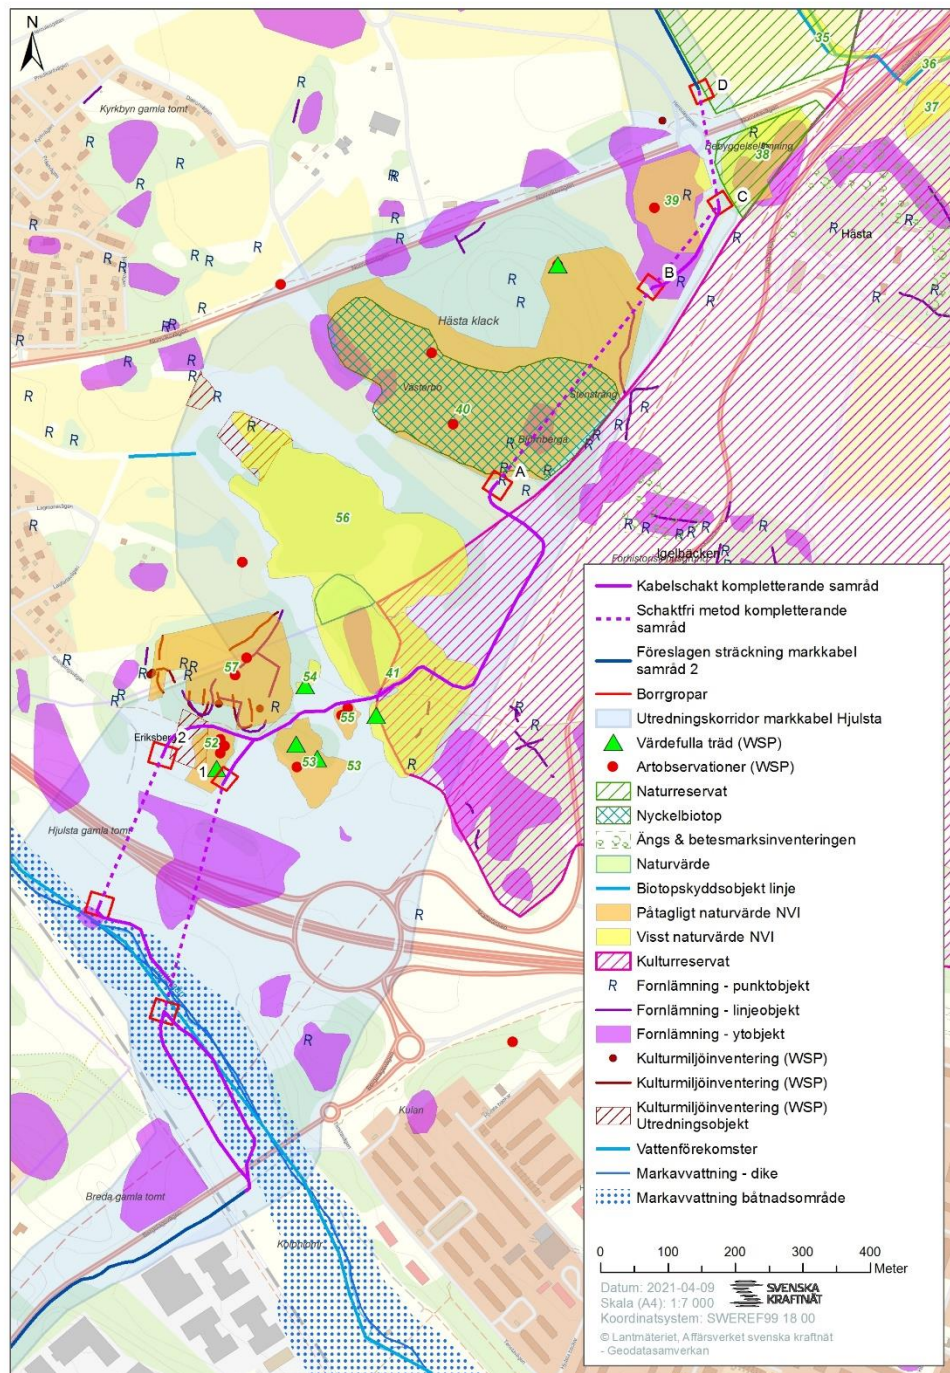 N
Kyrkbyn gamla tomt
R
35
36
37
D
Bebyggelselämning
38
39
C
Hästa
B
Hästa klack
Västerbo
Stensträng
40
Björnberga
A
56
Igelbäcken
57
54
41
55
Eriksberg
2
52
1
53
53
Hjulsta gamla tomt
Kulan
Breda gamla tomt
Kabelschakt kompletterande samråd
Schaktfri metod kompletterande
samråd
Föreslagen sträckning markkabel
samråd 2
Borrgropar
Utredningskorridor markkabel Hjulsta
Värdefulla träd (WSP)
Artobservationer (WSP)
Naturreservat
Nyckelbiotop
Ängs & betesmarksinventeringen
Naturvärde
Biotopskyddsobjekt linje
Påtagligt naturvärde NVI
Visst naturvärde NVI
Kulturreservat
R Fornlämning - punktobjekt
Fornlämning - linjeobjekt
Fornlämning - ytobjekt
Kulturmiljöinventering (WSP)
Kulturmiljöinventering (WSP)
Kulturmiljöinventering (WSP)
Utredningsobjekt
Vattenförekomster
Markavvattning - dike
Markavvattning båtnadsområde
0 100 200 300 400
Meter
Datum: 2021-04-09
SVENSKA
KRAFTNÄT
Skala (A4): 1:7 000
Koordinatsystem: SWEREF99 18 00
© Lantmäteriet, Affärsverket svenska kraftnät
- Geodatasamverkan